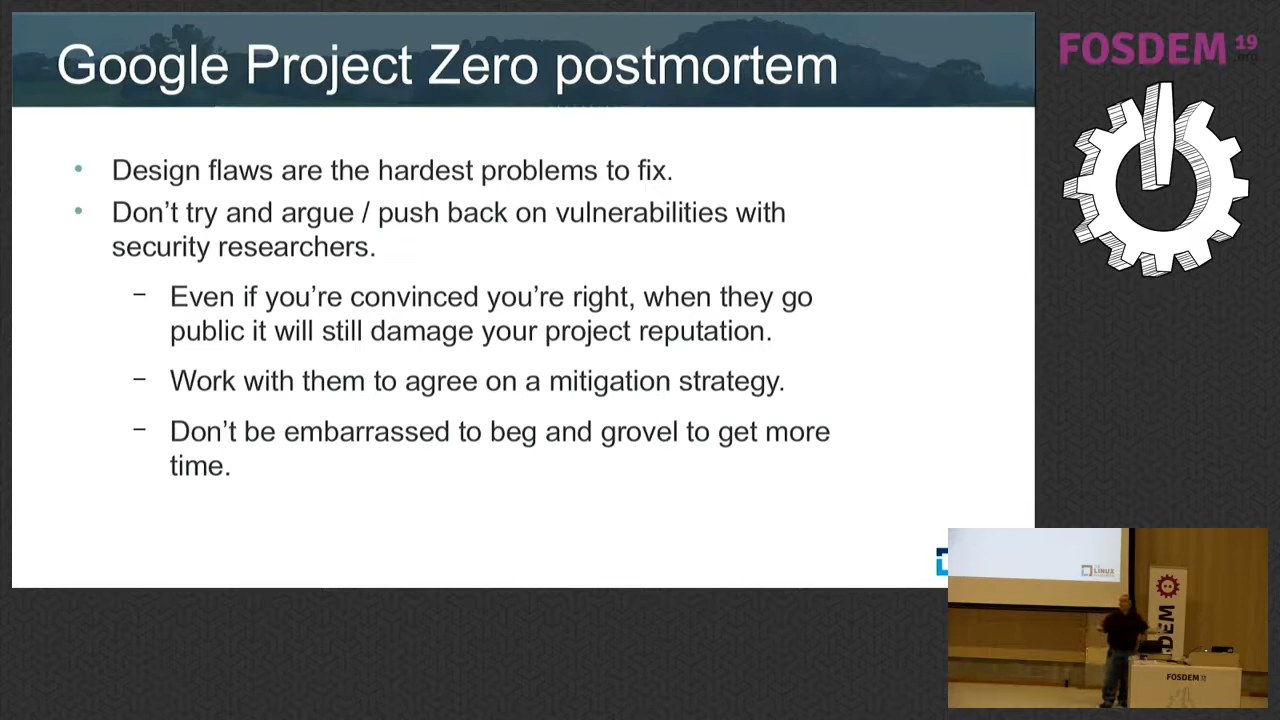 Google Project Zero postmortem
FOSDEM 19
.org
• Design flaws are the hardest problems to fix.
• Don’t try and argue / push back on vulnerabilities with
security researchers.
– Even if you’re convinced you’re right, when they go
public it will still damage your project reputation.
– Work with them to agree on a mitigation strategy.
– Don’t be embarrassed to beg and grovel to get more
time.
LINUX
DEM
FOSDEM